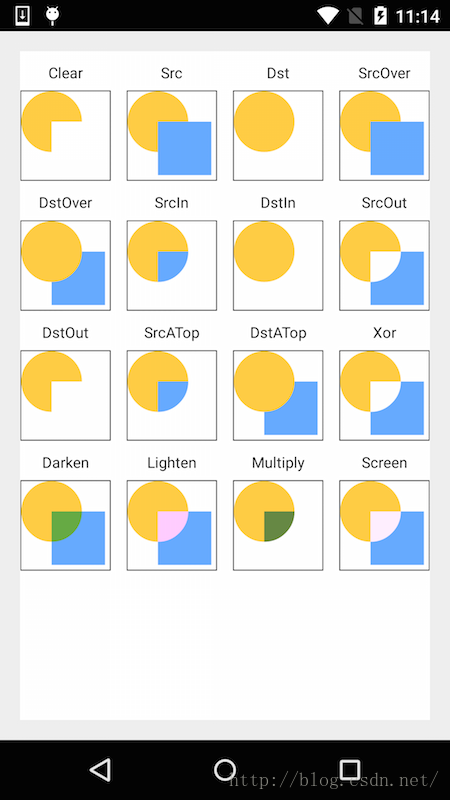 11:14
Clear Src Dst SrcOver
DstOver SrcIn DstIn SrcOut
DstOut SrcATop DstATop Xor
Darken Lighten Multiply Screen
http://blog.csdn.net/